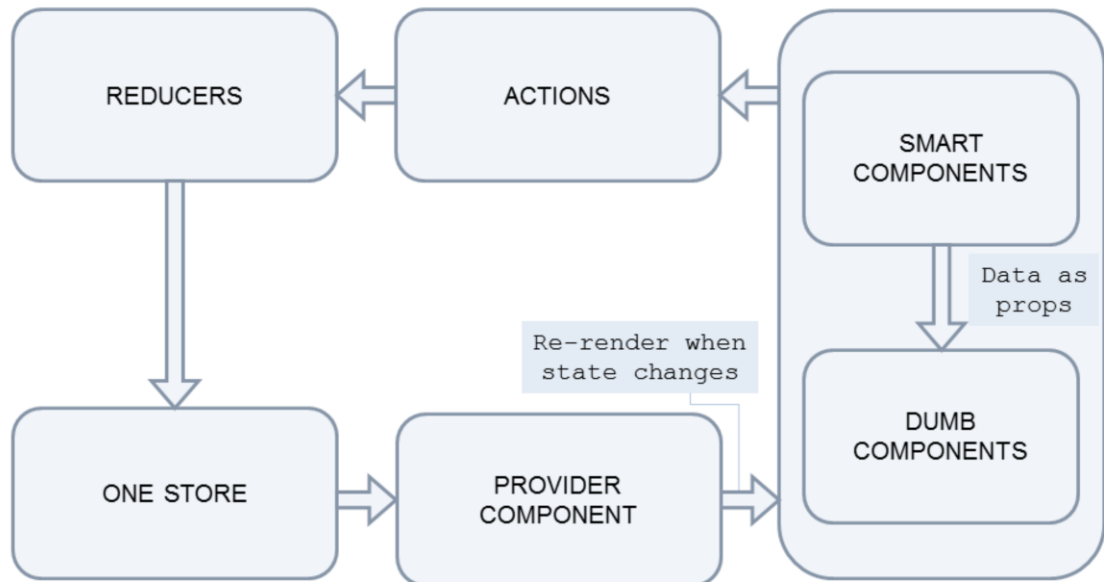 REDUCERS
ACTIONS
SMART
COMPONENTS
Data as
props
Re-render when
state changes
DUMB
COMPONENTS
ONE STORE
PROVIDER
COMPONENT